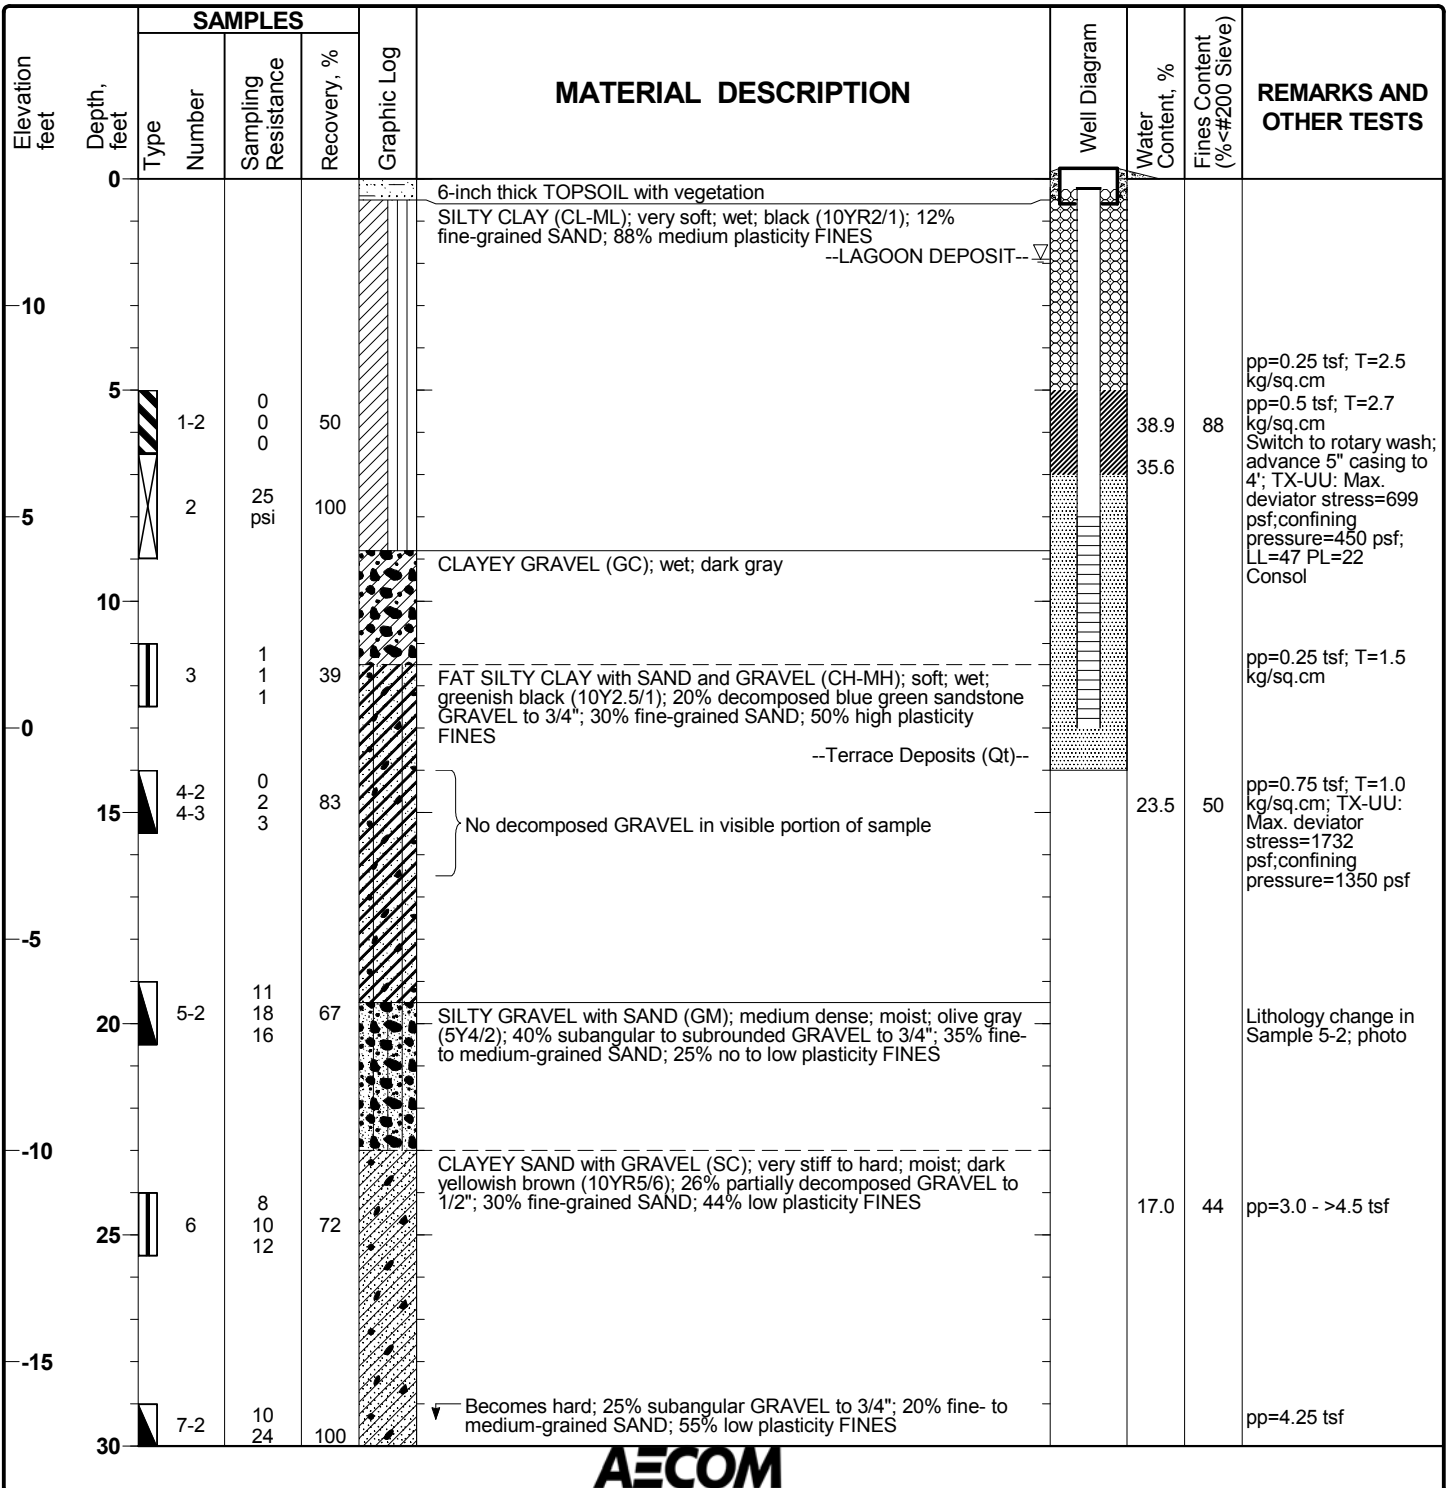 SAMPLES
Elevation
feet
Depth,
feet
Type
Number
Sampling
Resistance
Recovery, %
Graphic Log
MATERIAL DESCRIPTION
Well Diagram
Water
Content, %
Fines Content
(%<#200 Sieve)
REMARKS AND
OTHER TESTS
0
6-inch thick TOPSOIL with vegetation
SILTY CLAY (CL-ML); very soft; wet; black (10YR2/1); 12%
fine-grained SAND; 88% medium plasticity FINES
--LAGOON DEPOSIT--
10
pp=0.25 tsf; T=2.5
kg/sq.cm
5
1-2
0
0
0
50
38.9
88
pp=0.5 tsf; T=2.7
kg/sq.cm
Switch to rotary wash;
advance 5" casing to
4'; TX-UU: Max.
deviator stress=699
psf;confining
pressure=450 psf;
LL=47 PL=22
Consol
35.6
5
2
25
psi
100
CLAYEY GRAVEL (GC); wet; dark gray
10
3
1
1
1
39
pp=0.25 tsf; T=1.5
kg/sq.cm
FAT SILTY CLAY with SAND and GRAVEL (CH-MH); soft; wet;
greenish black (10Y2.5/1); 20% decomposed blue green sandstone
GRAVEL to 3/4"; 30% fine-grained SAND; 50% high plasticity
FINES
0
--Terrace Deposits (Qt)--
15
4-2
4-3
0
2
3
83
23.5
50
pp=0.75 tsf; T=1.0
kg/sq.cm; TX-UU:
Max. deviator
stress=1732
psf;confining
pressure=1350 psf
No decomposed GRAVEL in visible portion of sample
-5
20
5-2
11
18
16
67
SILTY GRAVEL with SAND (GM); medium dense; moist; olive gray
(5Y4/2); 40% subangular to subrounded GRAVEL to 3/4"; 35% fine-
to medium-grained SAND; 25% no to low plasticity FINES
Lithology change in
Sample 5-2; photo
-10
CLAYEY SAND with GRAVEL (SC); very stiff to hard; moist; dark
yellowish brown (10YR5/6); 26% partially decomposed GRAVEL to
1/2"; 30% fine-grained SAND; 44% low plasticity FINES
25
6
8
10
12
72
17.0
44
pp=3.0 - >4.5 tsf
-15
Becomes hard; 25% subangular GRAVEL to 3/4"; 20% fine- to
medium-grained SAND; 55% low plasticity FINES
30
7-2
10
24
100
pp=4.25 tsf
AECOM